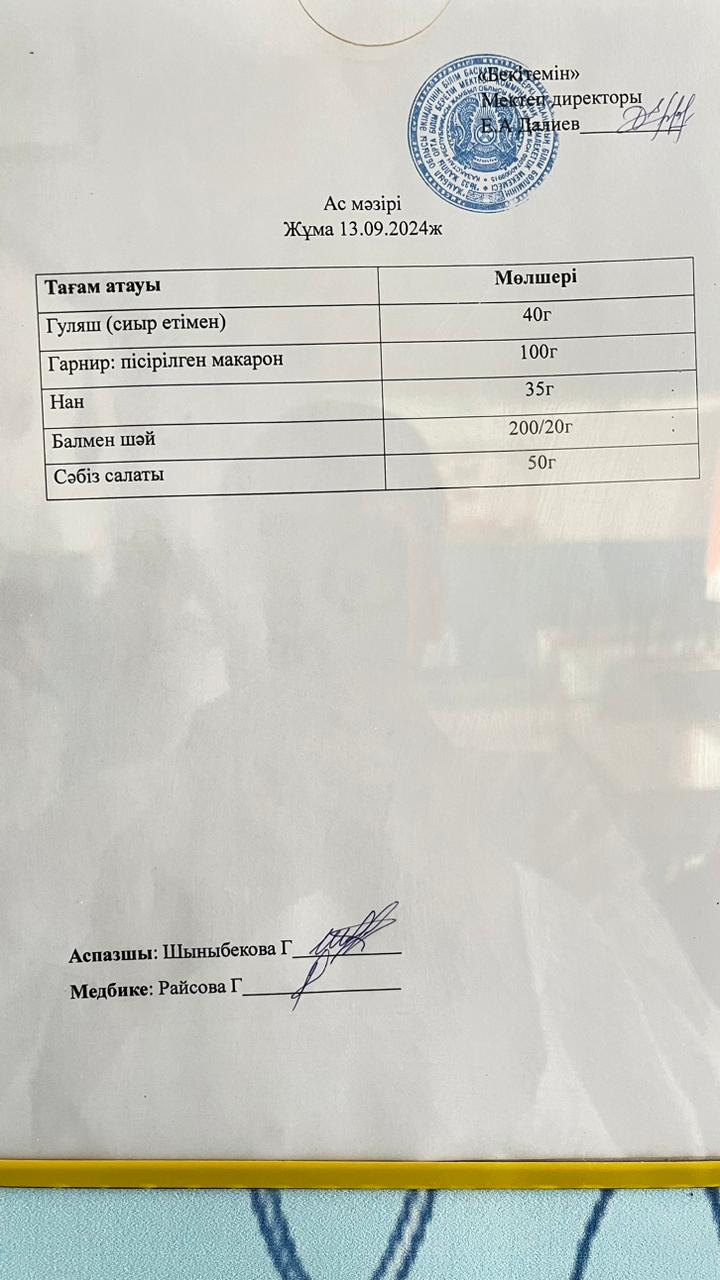 «Бекітемін»
Мектеп директоры
Е.А Далиев
Ас мәзірі
Жұма 13.09.2024ж
Тағам атауы Мөлшері
Гуляш (сиыр етімен) 40г
Гарнир: пісірілген макарон 100г
Нан 35г
Балмен шәй 200/20г
Сәбіз салаты 50г
Аспазшы: Шыныбекова Г
Медбике: Райсова Г